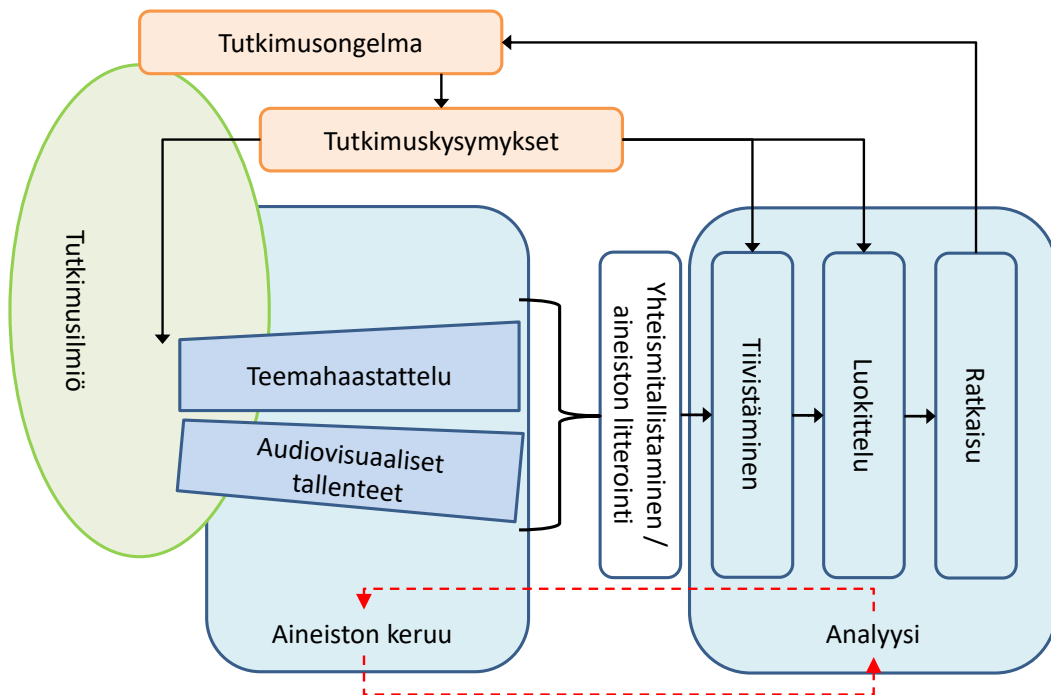 Tutkimusongelma
Tutkimuskysymykset
Tutkimusilmiö
Teemahaastattelu
Audiovisuaaliset
tallenteet
Yhteismitallistaminen /
aineiston litterointi
Tiivistäminen
Luokittelu
Ratkaisu
Aineiston keruu
Analyysi